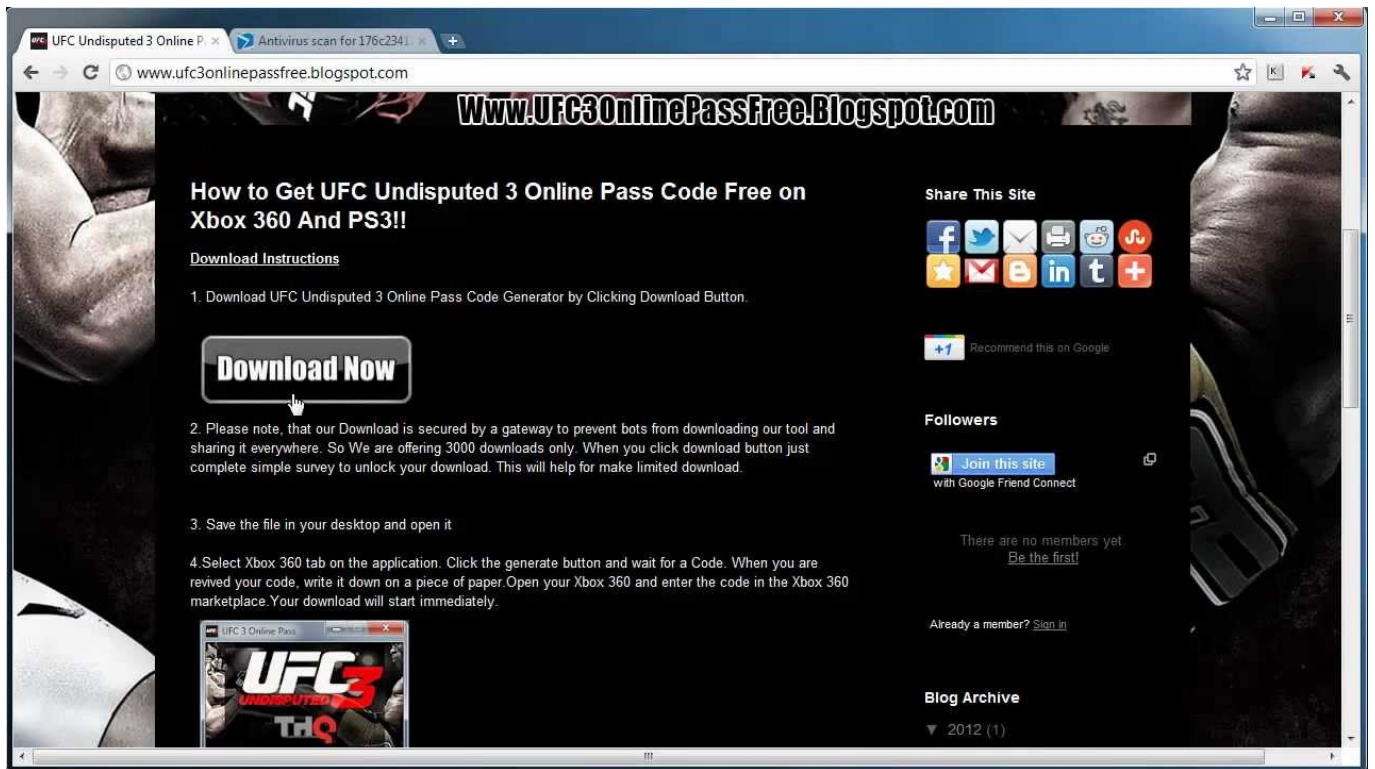 UFC Undisputed 3 Online P
Antivirus scan for 176c2341
www.ufc3onlinepassfree.blogspot.com
Www.UFC3OnlinePassFree.Blogspot.com
How to Get UFC Undisputed 3 Online Pass Code Free on
Xbox 360 And PS3!!
Download Instructions
1. Download UFC Undisputed 3 Online Pass Code Generator by Clicking Download Button.
Download Now
2. Please note, that our Download is secured by a gateway to prevent bots from downloading our tool and
sharing it everywhere. So We are offering 3000 downloads only. When you click download button just
complete simple survey to unlock your download. This will help for make limited download.
3. Save the file in your desktop and open it
4.Select Xbox 360 tab on the application. Click the generate button and wait for a Code. When you are
revived your code, write it down on a piece of paper.Open your Xbox 360 and enter the code in the Xbox 360
marketplace.Your download will start immediately.
UFC 3 Online Pass
UFC 3
UNDISPUTED
THQ
Share This Site
+1 Recommend this on Google
Followers
Join this site
with Google Friend Connect
There are no members yet.
Be the first!
Already a member? Sign in
Blog Archive
▼ 2012 (1)